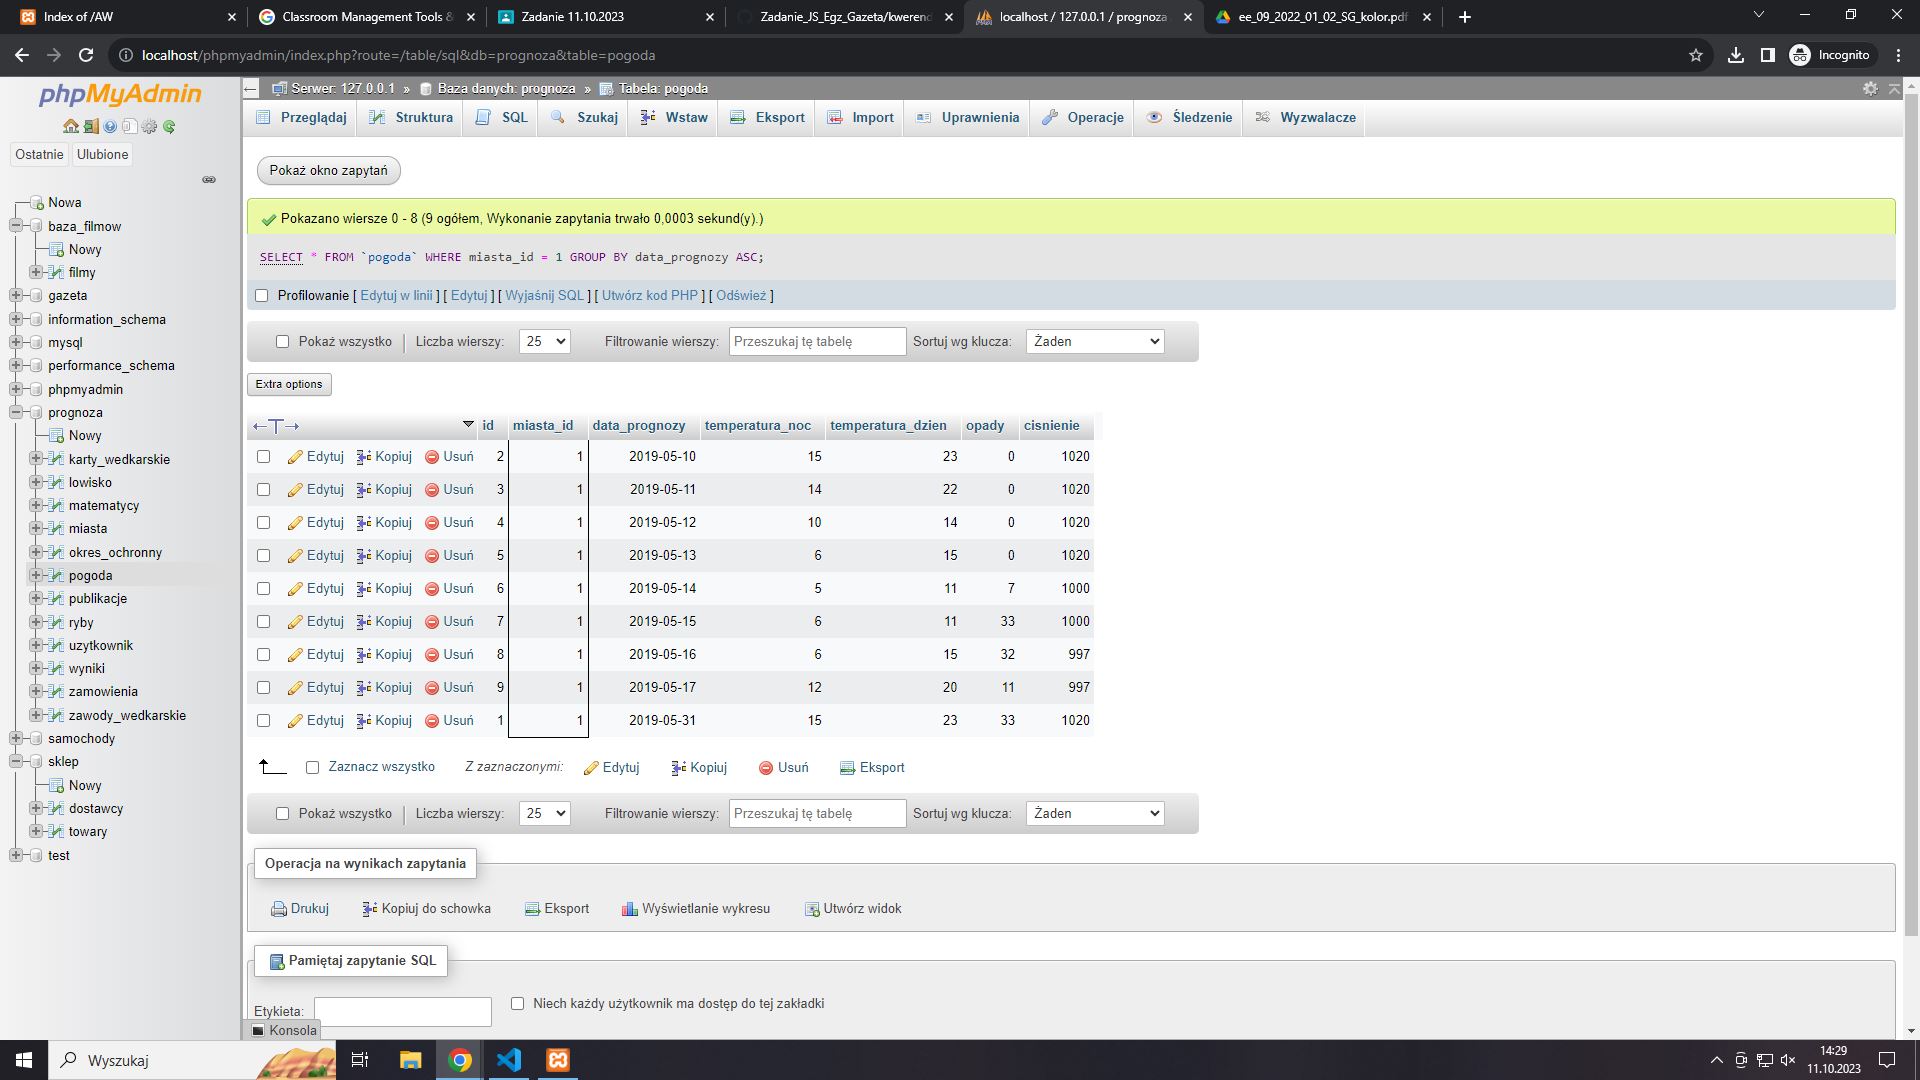 Index of /AW
Classroom Management Tools &
Zadanie 11.10.2023
Zadanie_JS_Egz_Gazeta/kwerend
localhost / 127.0.0.1 / prognoza
ee_09_2022_01_02_SG_kolor.pdf
localhost/phpmyadmin/index.php?route=/table/sql&db=prognoza&table=pogoda
Incognito
phpMyAdmin
Ostatnie
Ulubione
Nowa
baza_filmow
Nowy
filmy
gazeta
information_schema
mysql
performance_schema
phpmyadmin
prognoza
Nowy
karty_wedkarskie
lowisko
matematycy
miasta
okres_ochronny
pogoda
publikacje
ryby
uzytkownik
wyniki
zamowienia
zawody_wedkarskie
samochody
sklep
Nowy
dostawcy
towary
test
Serwer: 127.0.0.1 » Baza danych: prognoza » Tabela: pogoda
Przeglądaj Struktura SQL Szukaj Wstaw Eksport Import Uprawnienia Operacje Śledzenie Wyzwalacze
Pokaż okno zapytań
Pokazano wiersze 0 - 8 (9 ogółem, Wykonanie zapytania trwało 0,0003 sekund(y).)
SELECT * FROM `pogoda` WHERE miasta_id = 1 GROUP BY data_prognozy ASC;
Profilowanie [ Edytuj w linii ] [ Edytuj ] [ Wyjaśnij SQL ] [ Utwórz kod PHP ] [ Odśwież ]
Pokaż wszystko Liczba wierszy: 25 Filtrowanie wierszy: Przeszukaj tę tabelę Sortuj wg klucza: Żaden
Extra options
←T→ id miasta_id data_prognozy temperatura_noc temperatura_dzien opady cisnienie
Edytuj Kopiuj Usuń 2 1 2019-05-10 15 23 0 1020
Edytuj Kopiuj Usuń 3 1 2019-05-11 14 22 0 1020
Edytuj Kopiuj Usuń 4 1 2019-05-12 10 14 0 1020
Edytuj Kopiuj Usuń 5 1 2019-05-13 6 15 0 1020
Edytuj Kopiuj Usuń 6 1 2019-05-14 5 11 7 1000
Edytuj Kopiuj Usuń 7 1 2019-05-15 6 11 33 1000
Edytuj Kopiuj Usuń 8 1 2019-05-16 6 15 32 997
Edytuj Kopiuj Usuń 9 1 2019-05-17 12 20 11 997
Edytuj Kopiuj Usuń 1 1 2019-05-31 15 23 33 1020
Zaznacz wszystko Z zaznaczonymi: Edytuj Kopiuj Usuń Eksport
Pokaż wszystko Liczba wierszy: 25 Filtrowanie wierszy: Przeszukaj tę tabelę Sortuj wg klucza: Żaden
Operacja na wynikach zapytania
Drukuj Kopiuj do schowka Eksport Wyświetlanie wykresu Utwórz widok
Pamiętaj zapytanie SQL
Etykieta: Niech każdy użytkownik ma dostęp do tej zakładki
Konsola
Wyszukaj
14:29
11.10.2023